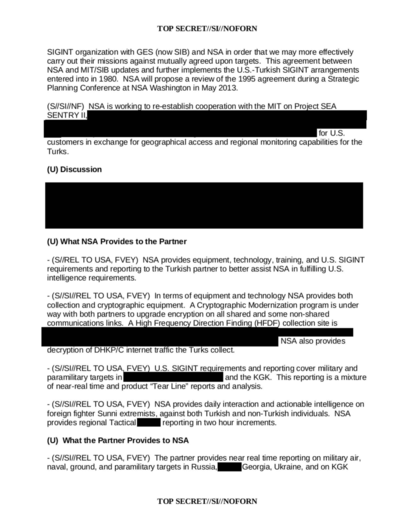 TOP SECRET//SI//NOFORN
SIGINT organization with GES (now SIB) and NSA in order that we may more effectively
carry out their missions against mutually agreed upon targets. This agreement between
NSA and MIT/SIB updates and further implements the U.S.-Turkish SIGINT arrangements
entered into in 1980. NSA will propose a review of the 1995 agreement during a Strategic
Planning Conference at NSA Washington in May 2013.
(S//SI//NF) NSA is working to re-establish cooperation with the MIT on Project SEA
SENTRY II,
for U.S.
customers in exchange for geographical access and regional monitoring capabilities for the
Turks.
(U) Discussion
(U) What NSA Provides to the Partner
- (S//SI//REL TO USA, FVEY) NSA provides equipment, technology, training, and U.S. SIGINT
requirements and reporting to the Turkish partner to better assist NSA in fulfilling U.S.
intelligence requirements.
- (S//SI//REL TO USA, FVEY) In terms of equipment and technology NSA provides both
collection and cryptographic equipment. A Cryptographic Modernization program is under
way with both partners to upgrade encryption on all shared and some non-shared
communications links. A High Frequency Direction Finding (HFDF) collection site is
NSA also provides
decryption of DHKP/C internet traffic the Turks collect.
- (S//SI//REL TO USA, FVEY) U.S. SIGINT requirements and reporting cover military and
paramilitary targets in and the KGK. This reporting is a mixture
of near-real time and product “Tear Line” reports and analysis.
- (S//SI//REL TO USA, FVEY) NSA provides daily interaction and actionable intelligence on
foreign fighter Sunni extremists, against both Turkish and non-Turkish individuals. NSA
provides regional Tactical reporting in two hour increments.
(U) What the Partner Provides to NSA
- (S//SI//REL TO USA, FVEY) The partner provides near real time reporting on military air,
naval, ground, and paramilitary targets in Russia, Georgia, Ukraine, and on KGK
TOP SECRET//SI//NOFORN